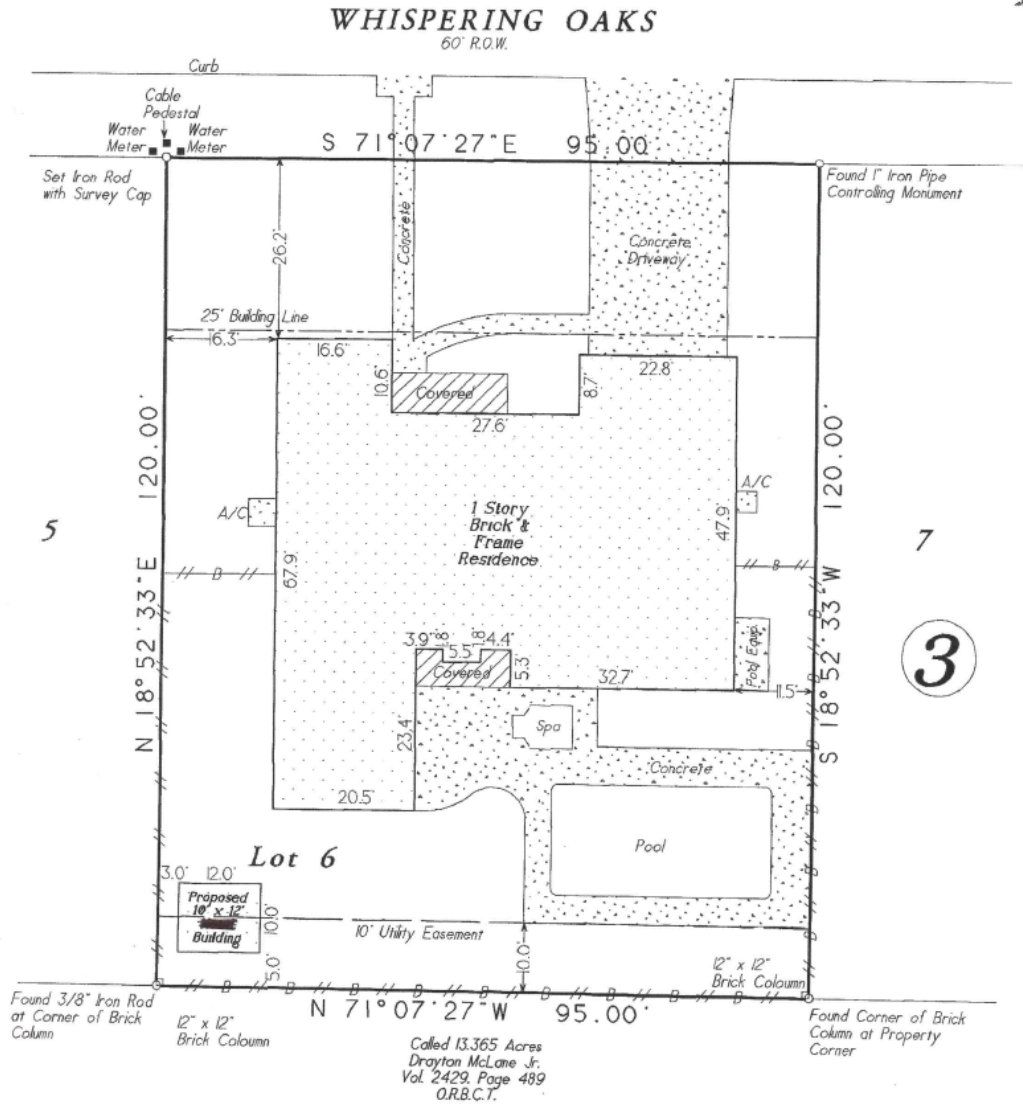 WHISPERING OAKS
60' R.O.W.
Curb
Cable
Pedestal
Water
Meter
Water
Meter
S 71°07'27"E 95.00'
Set Iron Rod
with Survey Cap
Found 1" Iron Pipe
Controlling Monument
26.2'
Concrete
Concrete
Driveway
25' Building Line
16.3'
16.6'
10.6'
Covered
27.6'
8.7'
22.8'
120.00'
N 18°52'33"E
120.00'
S 18°52'33"W
A/C
A/C
5
7
3
1 Story
Brick &
Frame
Residence
67.9'
47.9'
B
B
3.9'
1.8'
5.5'
1.8'
4.4'
5.3'
Covered
32.7'
Pool Equip.
11.5'
23.4'
Spa
Concrete
20.5'
Pool
Lot 6
3.0'
12.0'
Proposed
10' x 12'
Building
10.0'
5.0'
10' Utility Easement
10.0'
12" x 12"
Brick Coloumn
B B B B B B
N 71°07'27"W 95.00'
Found 3/8" Iron Rod
at Corner of Brick
Column
12" x 12"
Brick Coloumn
Found Corner of Brick
Column at Property
Corner
Called 13.365 Acres
Drayton McLane Jr.
Vol. 2429, Page 489
O.R.B.C.T.